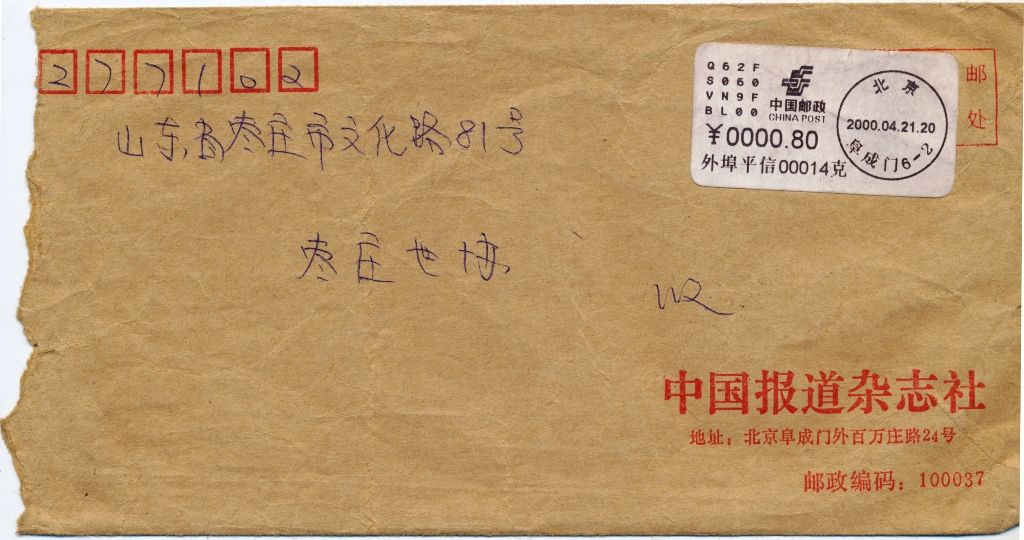 277102
山东省枣庄市文化路81号
枣庄世协
收
Q62F
S060
VN9F
BL00
中国邮政
CHINA POST
¥0000.80
外埠平信00014克
北京
2000.04.21.20
阜成门6-2
邮
处
中国报道杂志社
地址：北京阜成门外百万庄路24号
邮政编码：100037